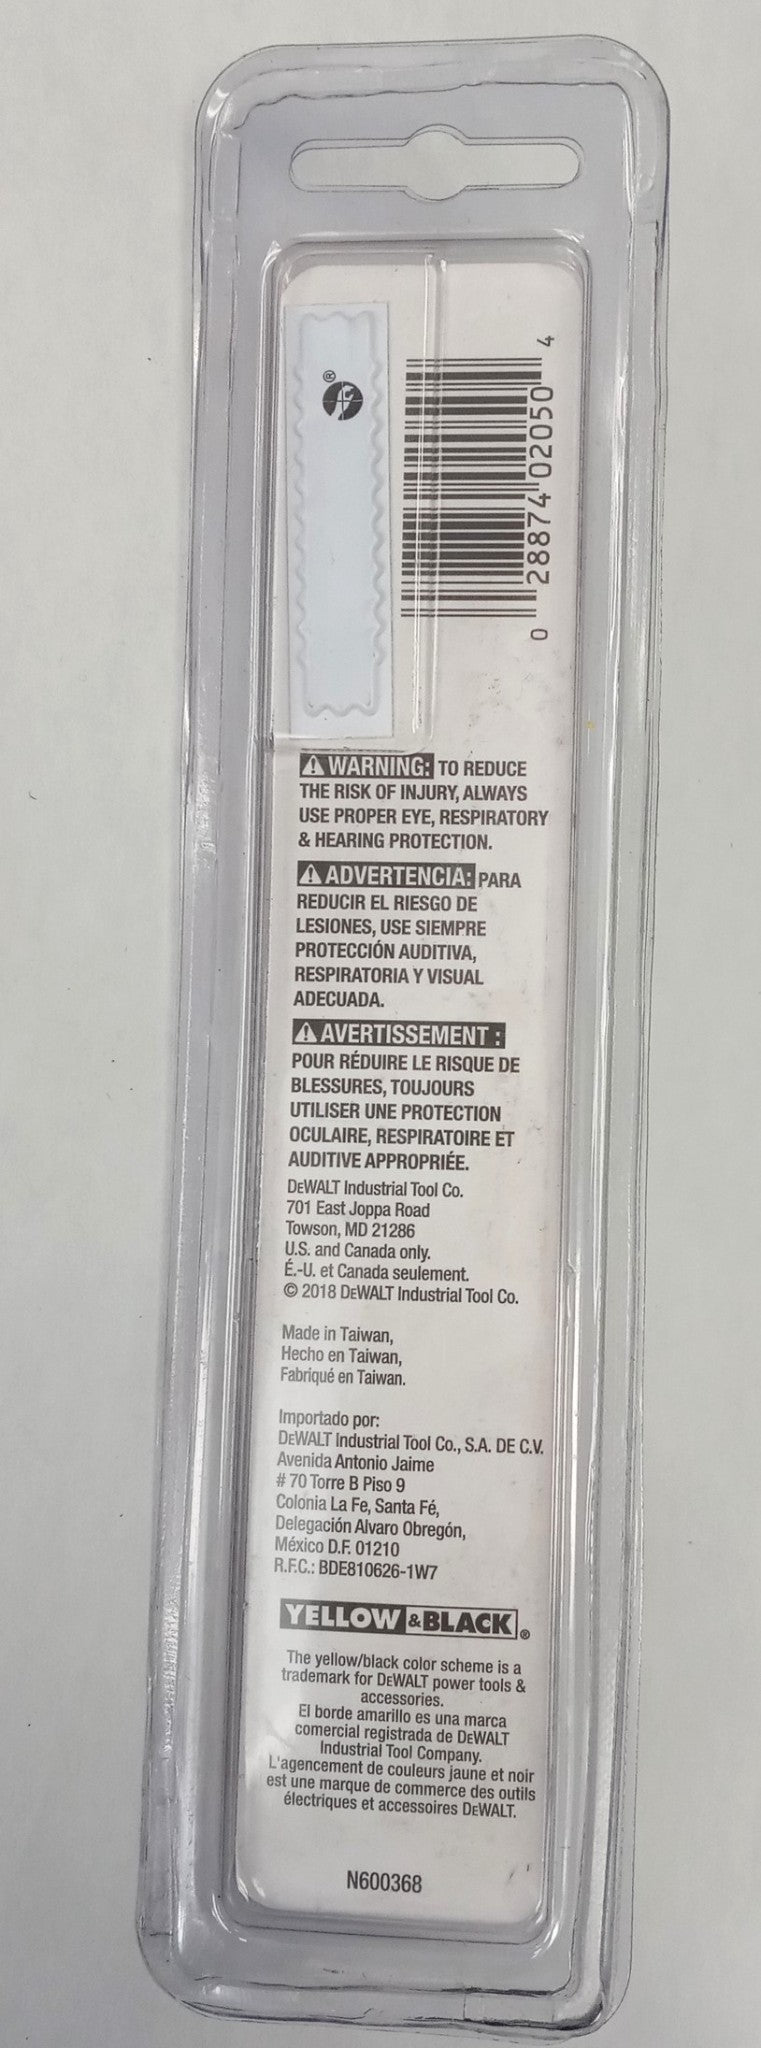 ®
0 28874 02050 4
WARNING: TO REDUCE
THE RISK OF INJURY, ALWAYS
USE PROPER EYE, RESPIRATORY
& HEARING PROTECTION.
ADVERTENCIA: PARA
REDUCIR EL RIESGO DE
LESIONES, USE SIEMPRE
PROTECCIÓN AUDITIVA,
RESPIRATORIA Y VISUAL
ADECUADA.
AVERTISSEMENT :
POUR RÉDUIRE LE RISQUE DE
BLESSURES, TOUJOURS
UTILISER UNE PROTECTION
OCULAIRE, RESPIRATOIRE ET
AUDITIVE APPROPRIÉE.
DEWALT Industrial Tool Co.
701 East Joppa Road
Towson, MD 21286
U.S. and Canada only.
É.-U. et Canada seulement.
© 2018 DEWALT Industrial Tool Co.
Made in Taiwan,
Hecho en Taiwan,
Fabriqué en Taiwan.
Importado por:
DEWALT Industrial Tool Co., S.A. DE C.V.
Avenida Antonio Jaime
# 70 Torre B Piso 9
Colonia La Fe, Santa Fé,
Delegación Alvaro Obregón,
México D.F. 01210
R.F.C.: BDE810626-1W7
YELLOW & BLACK®
The yellow/black color scheme is a
trademark for DEWALT power tools &
accessories.
El borde amarillo es una marca
comercial registrada de DEWALT
Industrial Tool Company.
L'agencement de couleurs jaune et noir
est une marque de commerce des outils
électriques et accessoires DEWALT.
N600368